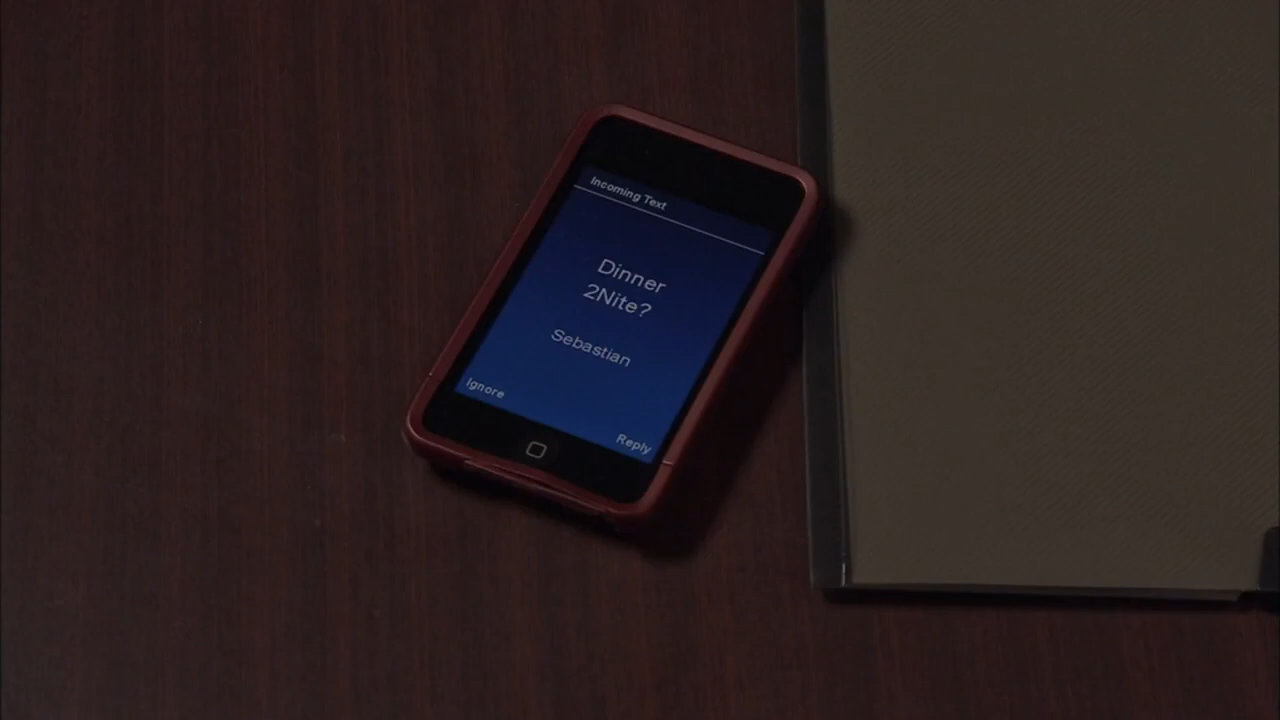 Incoming Text
Dinner
2Nite?
Sebastian
Ignore
Reply